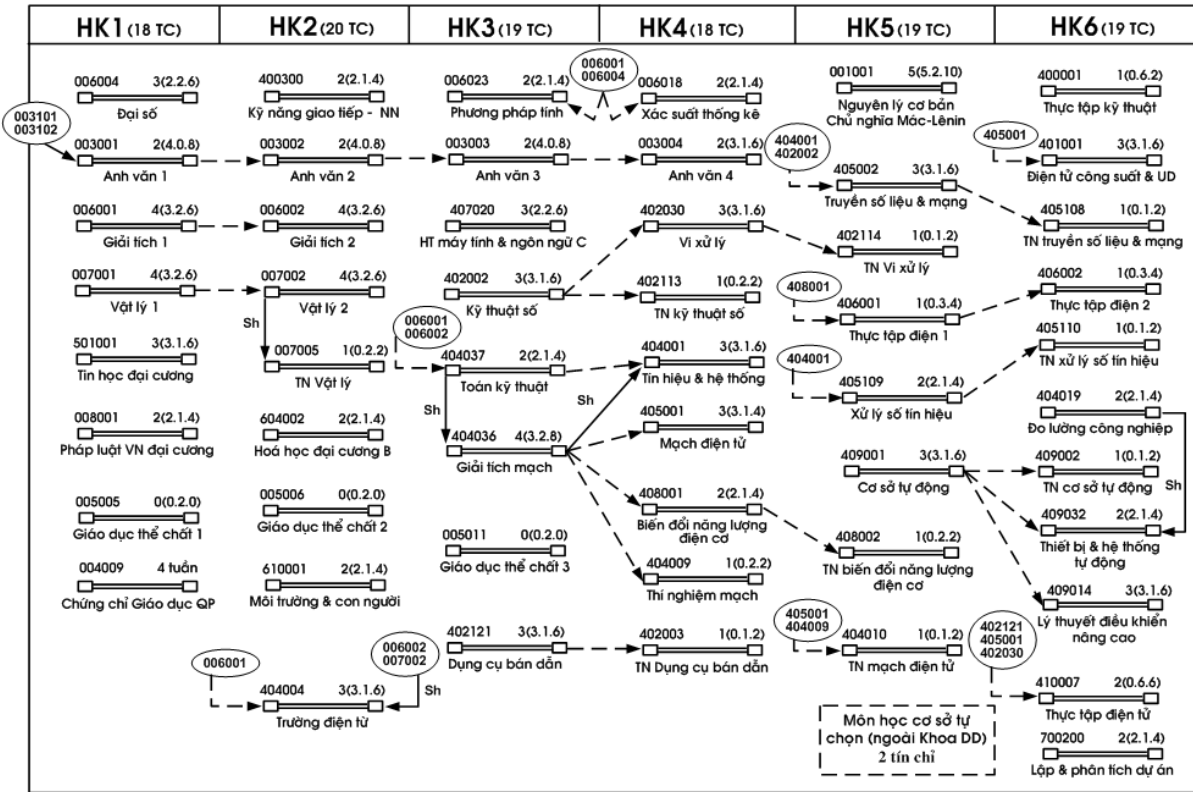 HK1 (18 TC)
HK2 (20 TC)
HK3 (19 TC)
HK4 (18 TC)
HK5 (19 TC)
HK6 (19 TC)
006004 3(2.2.6)
Đại số
003101
003102
003001 2(4.0.8)
Anh văn 1
006001 4(3.2.6)
Giải tích 1
007001 4(3.2.6)
Vật lý 1
501001 3(3.1.6)
Tin học đại cương
008001 2(2.1.4)
Pháp luật VN đại cương
005005 0(0.2.0)
Giáo dục thể chất 1
004009 4 tuần
Chứng chỉ Giáo dục QP
400300 2(2.1.4)
Kỹ năng giao tiếp - NN
003002 2(4.0.8)
Anh văn 2
006002 4(3.2.6)
Giải tích 2
007002 4(3.2.6)
Vật lý 2
Sh
007005 1(0.2.2)
TN Vật lý
604002 2(2.1.4)
Hoá học đại cương B
005006 0(0.2.0)
Giáo dục thể chất 2
610001 2(2.1.4)
Môi trường & con người
006001
006002
007002
Sh
404004 3(3.1.6)
Trường điện từ
006023 2(2.1.4)
Phương pháp tính
006001
006004
003003 2(4.0.8)
Anh văn 3
407020 3(2.2.6)
HT máy tính & ngôn ngữ C
402002 3(3.1.6)
Kỹ thuật số
006001
006002
404037 2(2.1.4)
Toán kỹ thuật
Sh
404036 4(3.2.8)
Giải tích mạch
Sh
005011 0(0.2.0)
Giáo dục thể chất 3
402121 3(3.1.6)
Dụng cụ bán dẫn
006018 2(2.1.4)
Xác suất thống kê
003004 2(3.1.6)
Anh văn 4
402030 3(3.1.6)
Vi xử lý
402113 1(0.2.2)
TN kỹ thuật số
404001 3(3.1.6)
Tín hiệu & hệ thống
405001 3(3.1.4)
Mạch điện tử
408001 2(2.1.4)
Biến đổi năng lượng
điện cơ
404009 1(0.2.2)
Thí nghiệm mạch
402003 1(0.1.2)
TN Dụng cụ bán dẫn
001001 5(5.2.10)
Nguyên lý cơ bản
Chủ nghĩa Mác-Lênin
404001
402002
405002 3(3.1.6)
Truyền số liệu & mạng
402114 1(0.1.2)
TN Vi xử lý
408001
406001 1(0.3.4)
Thực tập điện 1
404001
405109 2(2.1.4)
Xử lý số tín hiệu
409001 3(3.1.6)
Cơ sở tự động
408002 1(0.2.2)
TN biến đổi năng lượng
điện cơ
405001
404009
404010 1(0.1.2)
TN mạch điện tử
Môn học cơ sở tự
chọn (ngoài Khoa DD)
2 tín chỉ
400001 1(0.6.2)
Thực tập kỹ thuật
405001
401001 3(3.1.6)
Điện tử công suất & UD
405108 1(0.1.2)
TN truyền số liệu & mạng
406002 1(0.3.4)
Thực tập điện 2
405110 1(0.1.2)
TN xử lý số tín hiệu
404019 2(2.1.4)
Đo lường công nghiệp
409002 1(0.1.2)
TN cơ sở tự động
Sh
409032 2(2.1.4)
Thiết bị & hệ thống
tự động
409014 3(3.1.6)
Lý thuyết điều khiển
nâng cao
402121
405001
402030
410007 2(0.6.6)
Thực tập điện tử
700200 2(2.1.4)
Lập & phân tích dự án